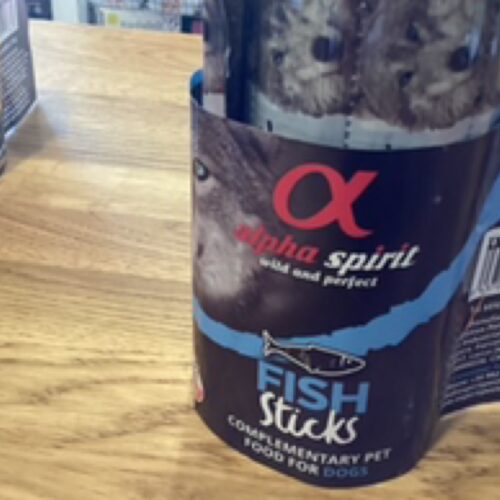 alpha spirit
wild and perfect
FISH
Sticks
COMPLEMENTARY PET
FOOD FOR DOGS